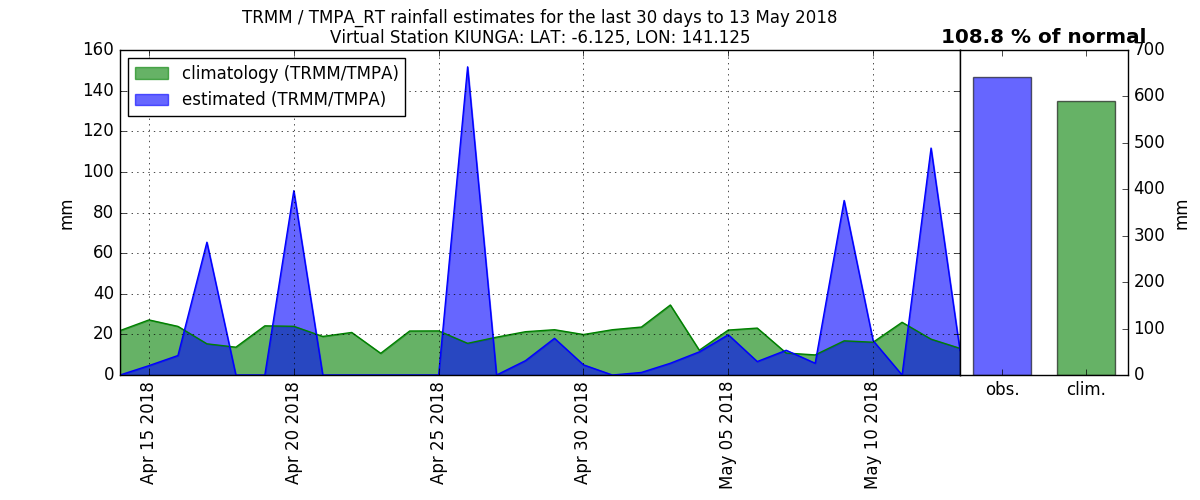 TRMM / TMPA_RT rainfall estimates for the last 30 days to 13 May 2018
Virtual Station KIUNGA: LAT: -6.125, LON: 141.125
108.8 % of normal
climatology (TRMM/TMPA)
estimated (TRMM/TMPA)
mm
160
140
120
100
80
60
40
20
0
Apr 15 2018
Apr 20 2018
Apr 25 2018
Apr 30 2018
May 05 2018
May 10 2018
700
600
500
400
300
200
100
0
mm
obs.
clim.